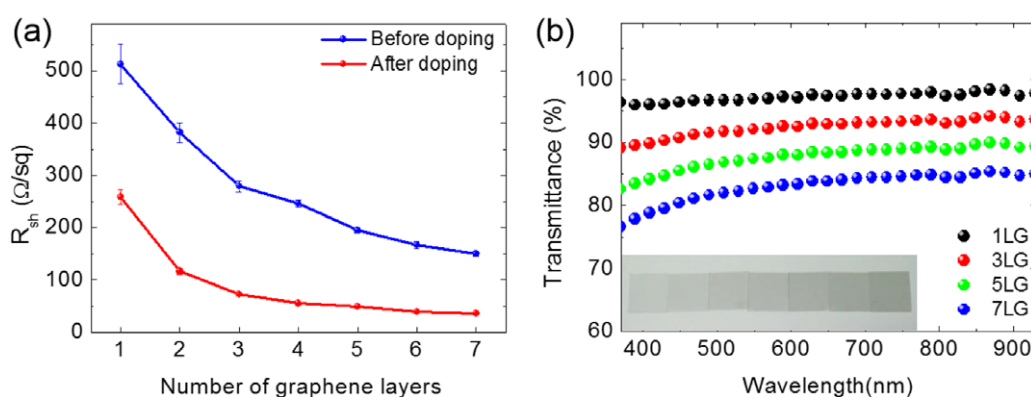 (a)
Before doping
After doping
R_sh (Ω/sq)
500
400
300
200
100
0
1 2 3 4 5 6 7
Number of graphene layers
(b)
Transmittance (%)
100
90
80
70
60
1LG
3LG
5LG
7LG
400 500 600 700 800 900
Wavelength(nm)